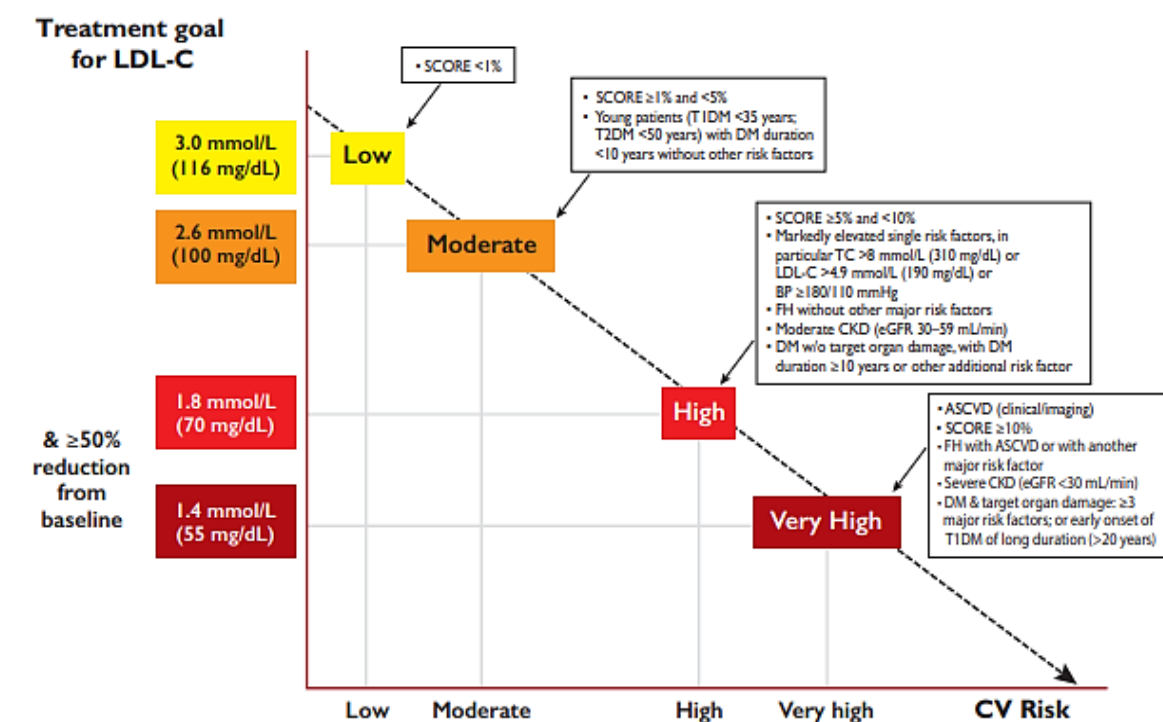 Treatment goal
for LDL-C
• SCORE <1%
• SCORE ≥1% and <5%
• Young patients (T1DM <35 years;
T2DM <50 years) with DM duration
<10 years without other risk factors
3.0 mmol/L
(116 mg/dL)
Low
2.6 mmol/L
(100 mg/dL)
Moderate
• SCORE ≥5% and <10%
• Markedly elevated single risk factors, in
particular TC >8 mmol/L (310 mg/dL) or
LDL-C >4.9 mmol/L (190 mg/dL) or
BP ≥180/110 mmHg
• FH without other major risk factors
• Moderate CKD (eGFR 30–59 mL/min)
• DM w/o target organ damage, with DM
duration ≥10 years or other additional risk factor
1.8 mmol/L
(70 mg/dL)
High
& ≥50%
reduction
from
baseline
1.4 mmol/L
(55 mg/dL)
Very High
• ASCVD (clinical/imaging)
• SCORE ≥10%
• FH with ASCVD or with another
major risk factor
• Severe CKD (eGFR <30 mL/min)
• DM & target organ damage: ≥3
major risk factors; or early onset of
T1DM of long duration (>20 years)
Low Moderate High Very high CV Risk